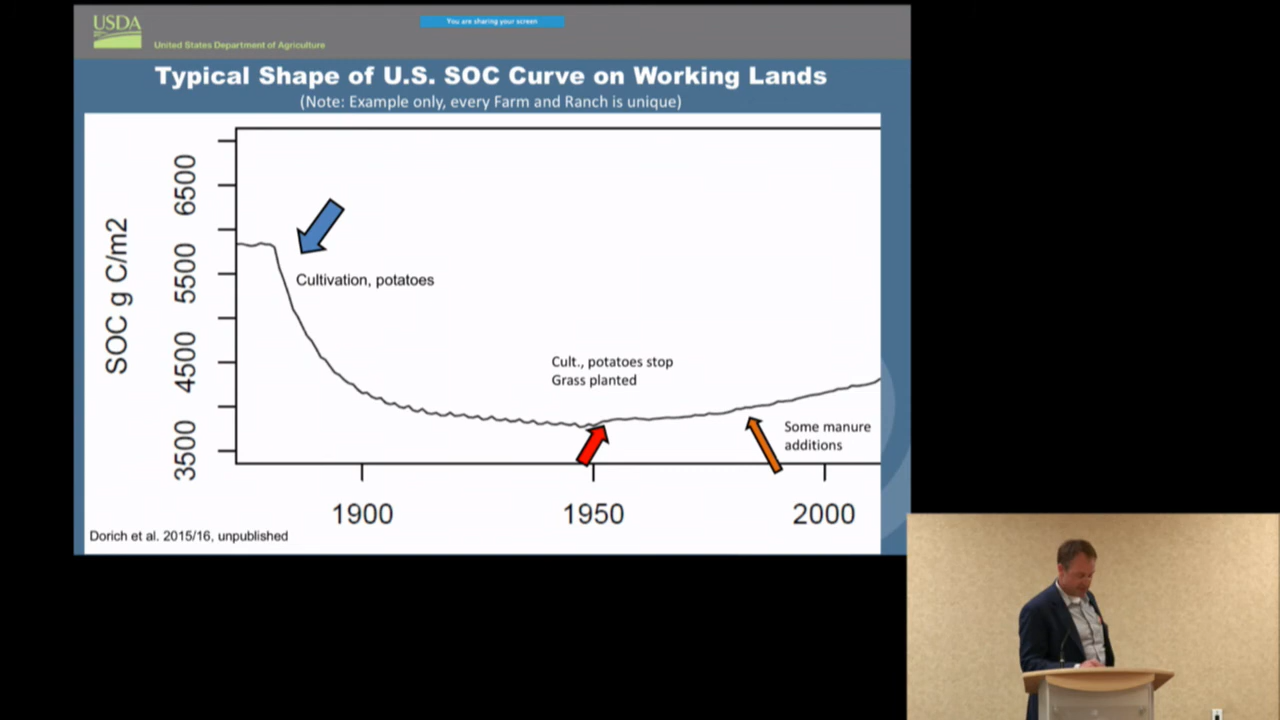 USDA
You are sharing your screen
United States Department of Agriculture
Typical Shape of U.S. SOC Curve on Working Lands
(Note: Example only, every Farm and Ranch is unique)
SOC g C/m2
6500
5500
4500
3500
Cultivation, potatoes
Cult., potatoes stop
Grass planted
Some manure
additions
1900
1950
2000
Dorich et al. 2015/16, unpublished